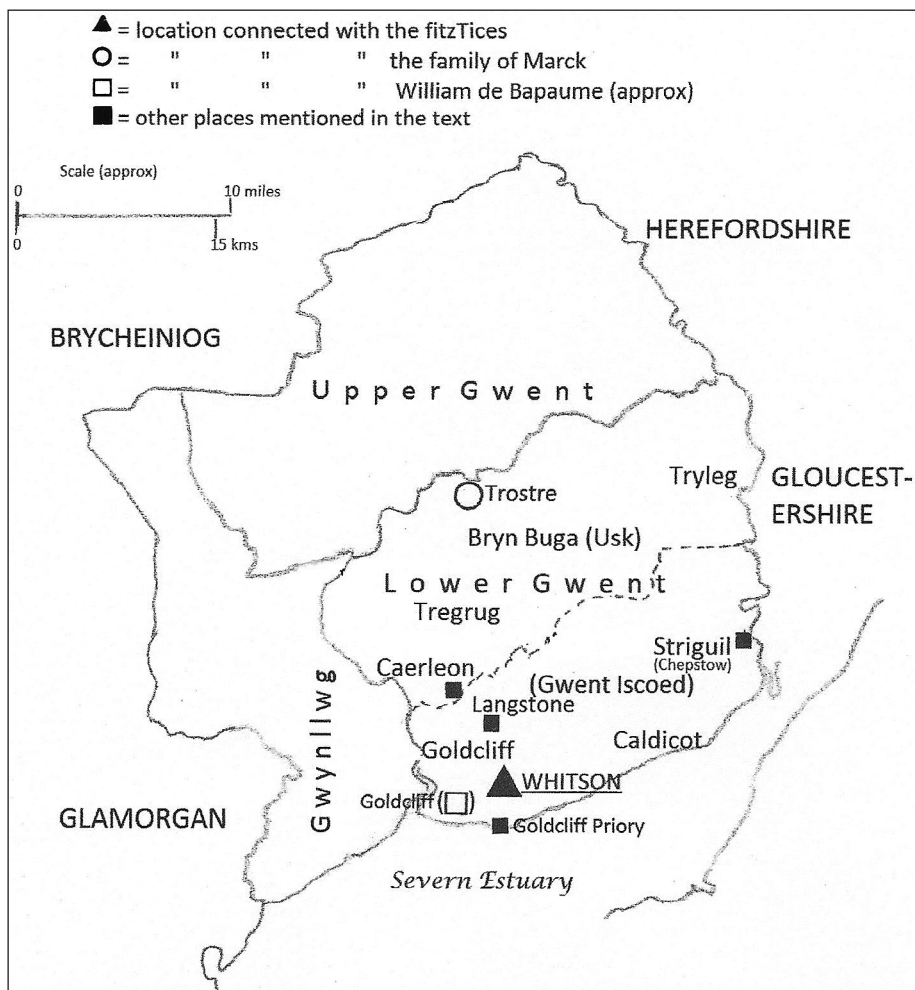 ▲ = location connected with the fitzTices
○ = " " " the family of Marck
□ = " " " William de Bapaume (approx)
■ = other places mentioned in the text
Scale (approx)
0 10 miles
0 15 kms
HEREFORDSHIRE
BRYCHEINIOG
Upper Gwent
Tryleg
GLOUCEST-
ERSHIRE
Trostre
Bryn Buga (Usk)
Lower Gwent
Tregrug
Striguil
(Chepstow)
Caerleon
(Gwent Iscoed)
Langstone
Gwynllwg
Goldcliff
Caldicot
WHITSON
Goldcliff (□)
GLAMORGAN
Goldcliff Priory
Severn Estuary